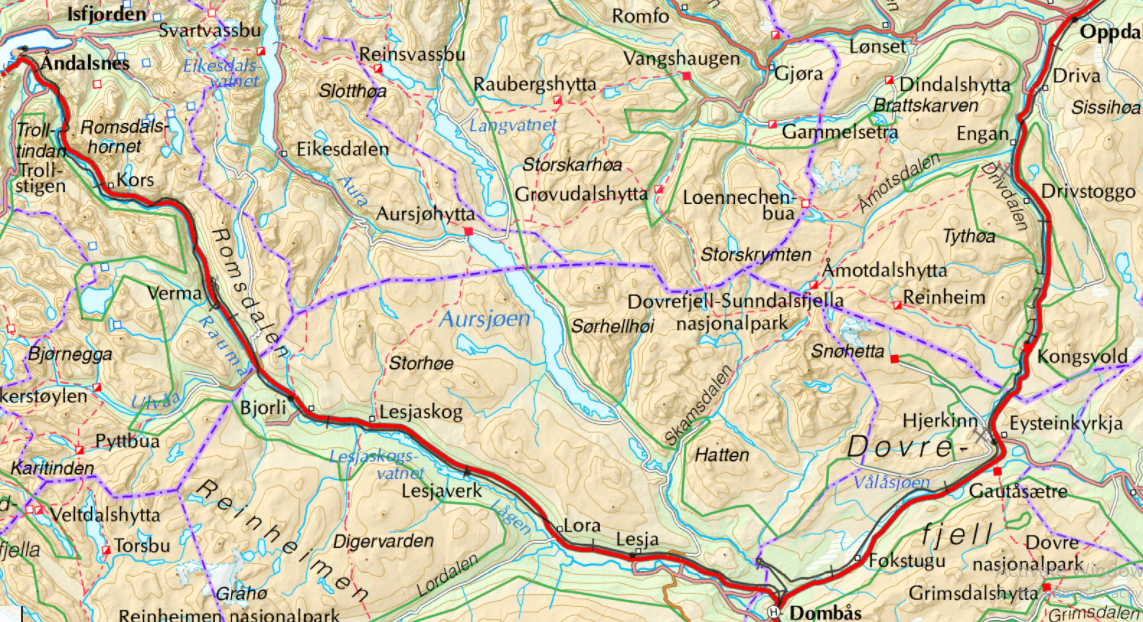 Isfjorden
Romfo
Oppdal
Svartvassbu
Lønset
Åndalsnes
Reinsvassbu
Vangshaugen
Gjøra
Driva
Eikesdals-
vatnet
Slotthøa
Raubergshytta
Dindalshytta
Brattskarven
Sissihøa
Langvatnet
Gammelsetra
Engan
Troll-
tindan
Romsdals-
hornet
Eikesdalen
Storskarhøa
Åmotsdalen
Troll-
stigen
Kors
Aura
Grøvudalshytta
Loennechen-
bua
Drivdalen
Drivstoggo
Aursjøhytta
Tythøa
Romsdalen
Storskrymten
Åmotdalshytta
Verma
Dovrefjell-Sunndalsfjella
nasjonalpark
Reinheim
Aursjøen
Sørhellhøi
Rauma
Bjørnegga
Storhøe
Snøhetta
Kongsvold
kerstøylen
Ulvåa
Bjorli
Lesjaskog
Skamsdalen
Hjerkinn
Eysteinkyrkja
Pyttbua
Dovre-
Karitinden
Lesjaskogs-
vatnet
Hatten
Vålåsjøen
Lesjaverk
Gautåsætre
Reinheimen
Veltdalshytta
Lågen
Lora
fjell
Torsbu
Digervarden
Lesja
Dovre
nasjonalpark
fjella
Fokstugu
Lordalen
Gråhø
Grimsdalshytta
Reinheimen nasjonalpark
H
Dombås
Grimsdalen